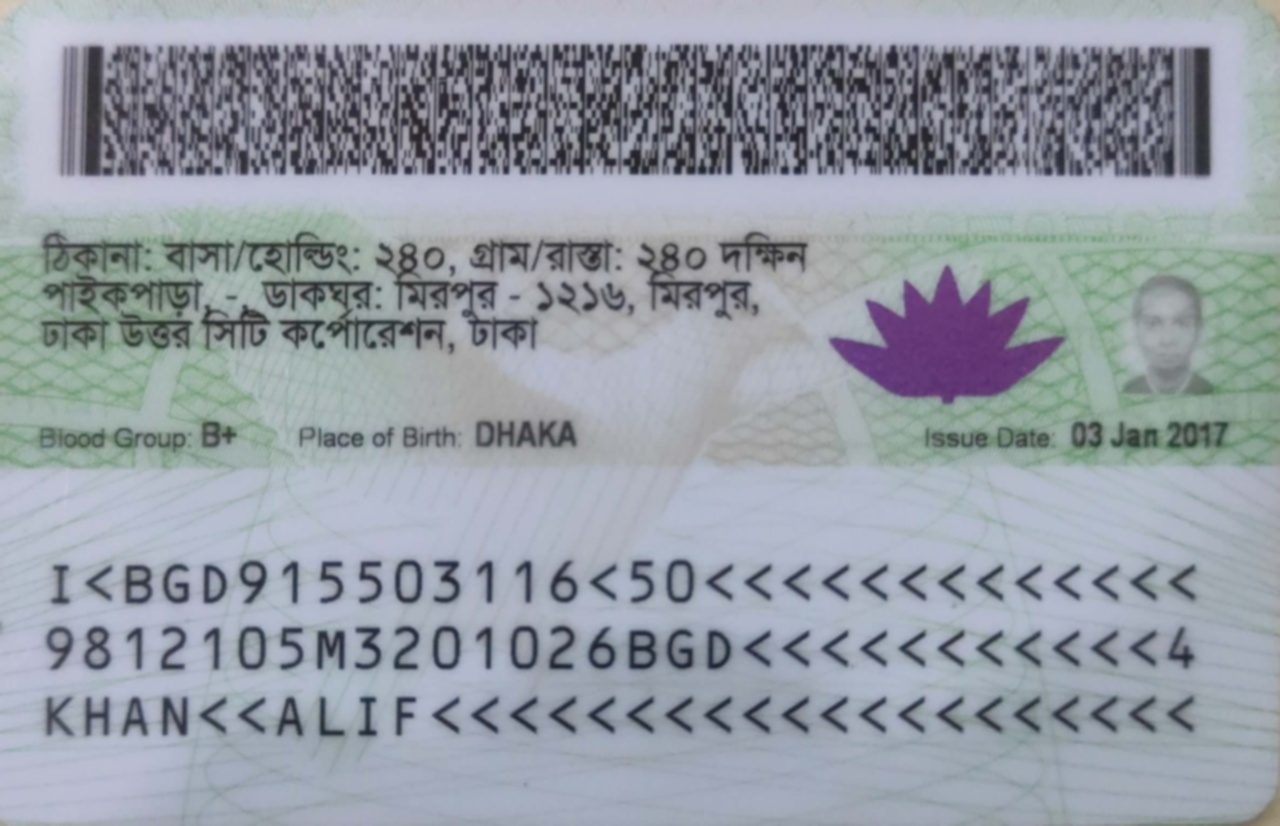 ঠিকানা: বাসা/হোল্ডিং: ২৪০, গ্রাম/রাস্তা: ২৪০ দক্ষিন
পাইকপাড়া, -, ডাকঘর: মিরপুর - ১২১৬, মিরপুর,
ঢাকা উত্তর সিটি কর্পোরেশন, ঢাকা
Blood Group: B+ Place of Birth: DHAKA Issue Date: 03 Jan 2017
I<BGD915503116<50<<<<<<<<<<<<<
9812105M3201026BGD<<<<<<<<<<<4
KHAN<<ALIF<<<<<<<<<<<<<<<<<<<<